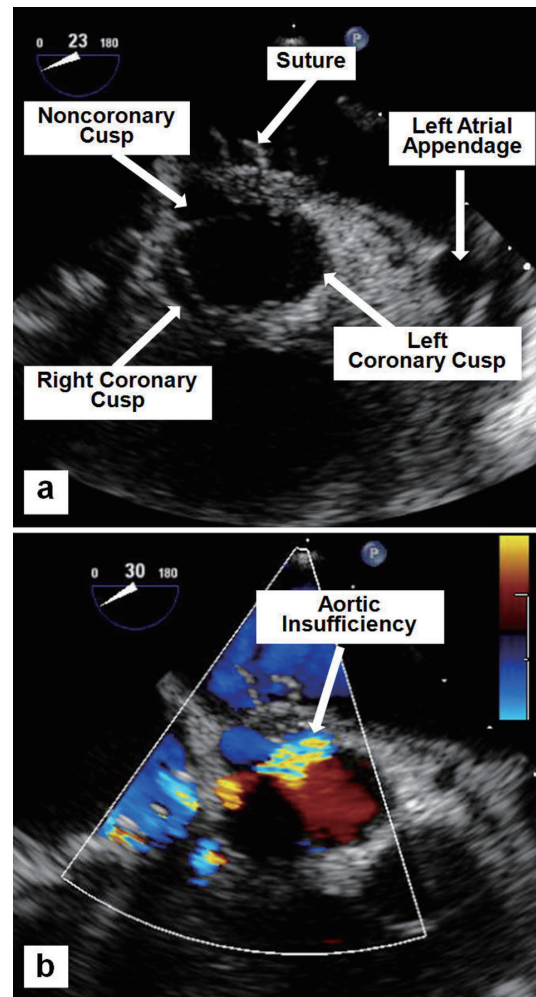 0 23 180
P
Suture
Noncoronary
Cusp
Left Atrial
Appendage
Left
Coronary Cusp
Right Coronary
Cusp
a
0 30 180
P
Aortic
Insufficiency
b